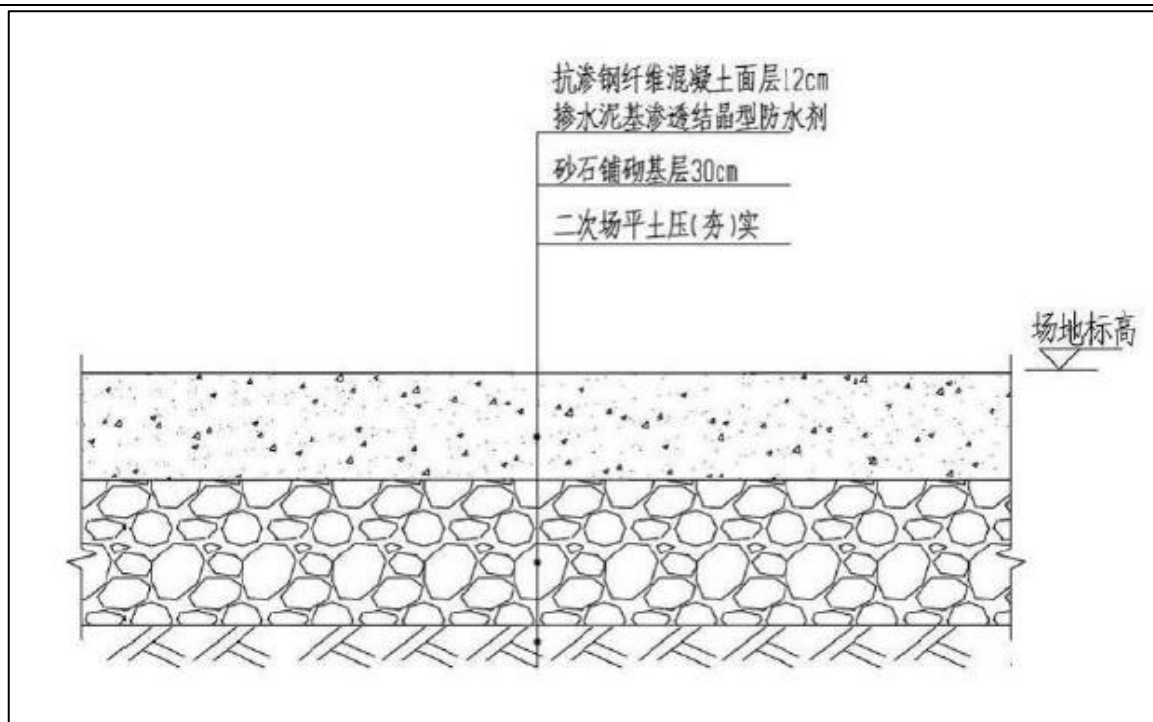 抗渗钢纤维混凝土面层12cm
掺水泥基渗透结晶型防水剂
砂石铺砌基层30cm
二次场平土压(夯)实
场地标高